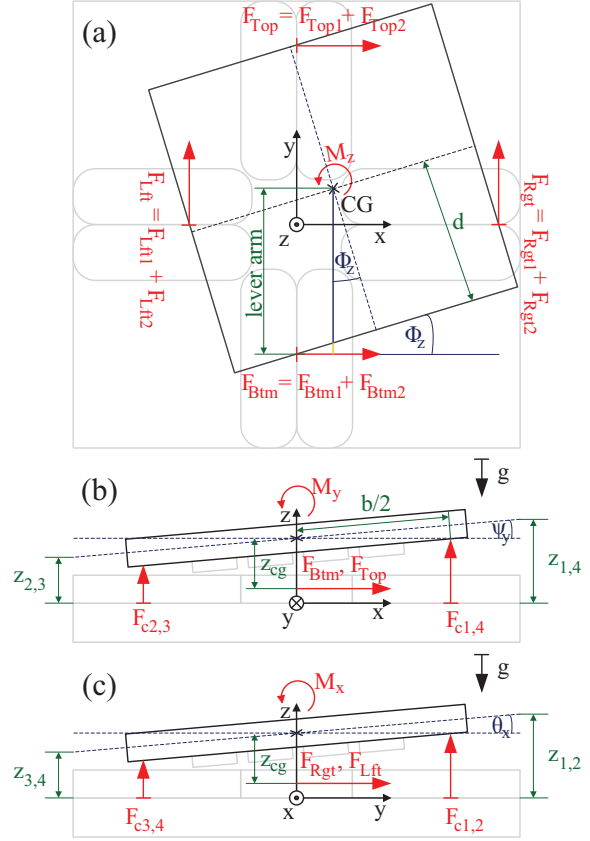 (a)
F_Top = F_Top1 + F_Top2
y
M_z
CG
z
x
F_Lft = F_Lft1 + F_Lft2
F_Rgt = F_Rgt1 + F_Rgt2
lever arm
d
Φ_z
Φ_z
F_Btm = F_Btm1 + F_Btm2
(b)
g
M_y
b/2
z
ψ_y
z_2,3
z_cg
F_Btm, F_Top
z_1,4
F_c2,3
y
x
F_c1,4
(c)
g
M_x
z
θ_x
z_3,4
z_cg
F_Rgt, F_Lft
z_1,2
F_c3,4
x
y
F_c1,2